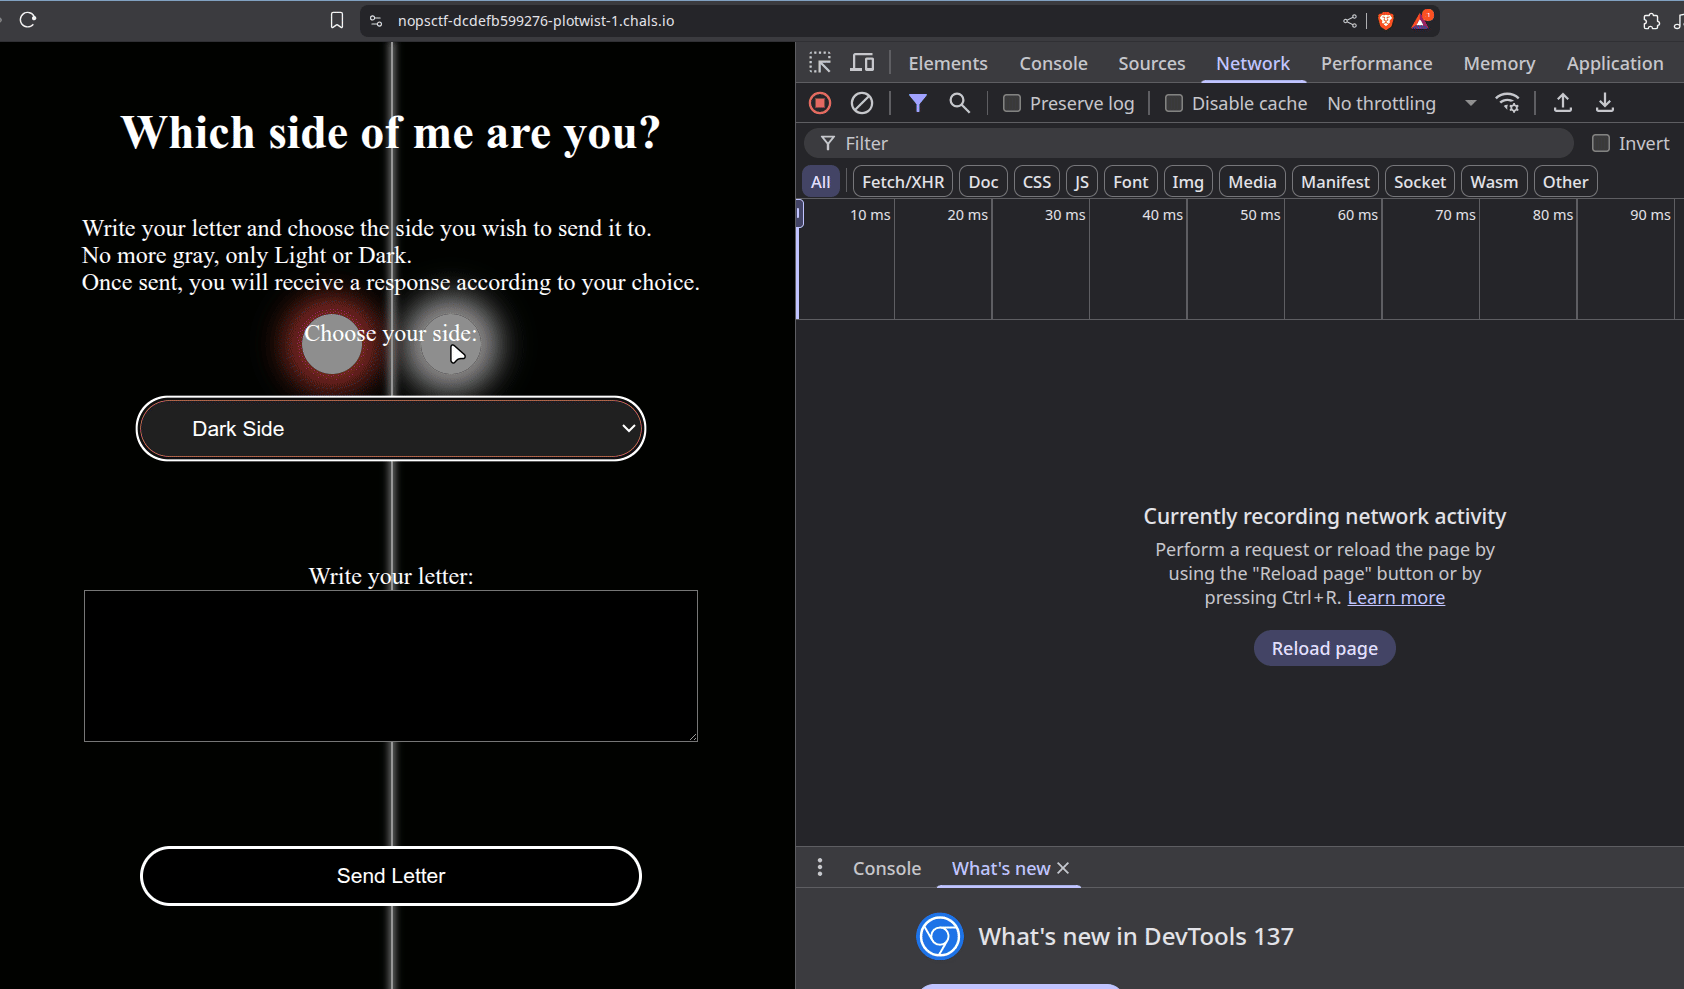 nopsctf-dcdefb599276-plotwist-1.chals.io
1
Which side of me are you?
Write your letter and choose the side you wish to send it to.
No more gray, only Light or Dark.
Once sent, you will receive a response according to your choice.
Choose your side:
Dark Side
Write your letter:
Send Letter
Elements Console Sources Network Performance Memory Application
Preserve log Disable cache No throttling
Filter Invert
All Fetch/XHR Doc CSS JS Font Img Media Manifest Socket Wasm Other
10 ms 20 ms 30 ms 40 ms 50 ms 60 ms 70 ms 80 ms 90 ms
Currently recording network activity
Perform a request or reload the page by
using the "Reload page" button or by
pressing Ctrl+R. Learn more
Reload page
Console What's new
What's new in DevTools 137